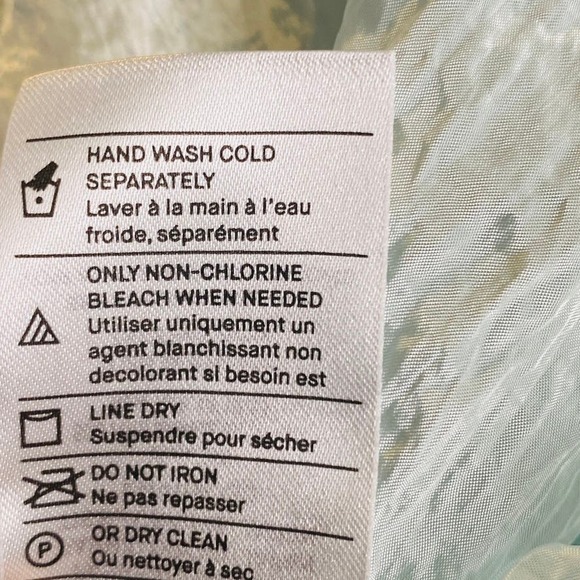 HAND WASH COLD
SEPARATELY
Laver à la main à l'eau
froide, séparément
ONLY NON-CHLORINE
BLEACH WHEN NEEDED
Utiliser uniquement un
agent blanchissant non
decolorant si besoin est
LINE DRY
Suspendre pour sécher
DO NOT IRON
Ne pas repasser
P
OR DRY CLEAN
Ou nettoyer à sec